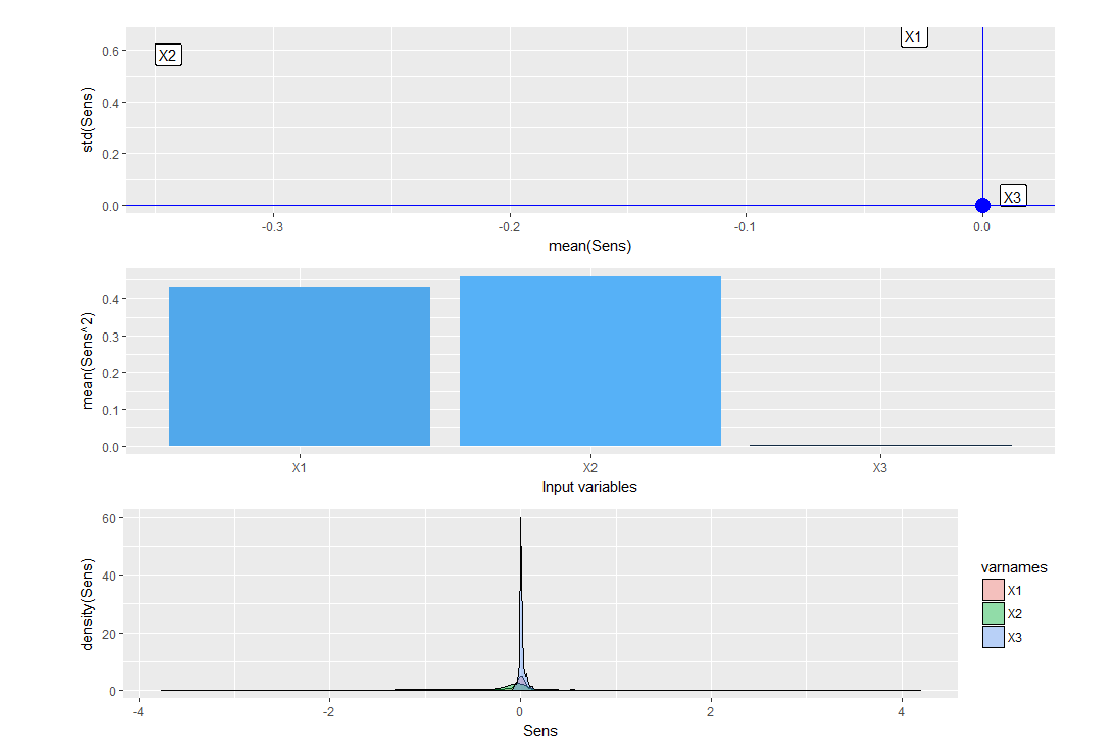 X2
X1
X3
std(Sens)
0.6
0.4
0.2
0.0
-0.3
-0.2
-0.1
0.0
mean(Sens)
mean(Sens^2)
0.4
0.3
0.2
0.1
0.0
X1
X2
X3
Input variables
density(Sens)
60
40
20
0
-4
-2
0
2
4
Sens
varnames
X1
X2
X3